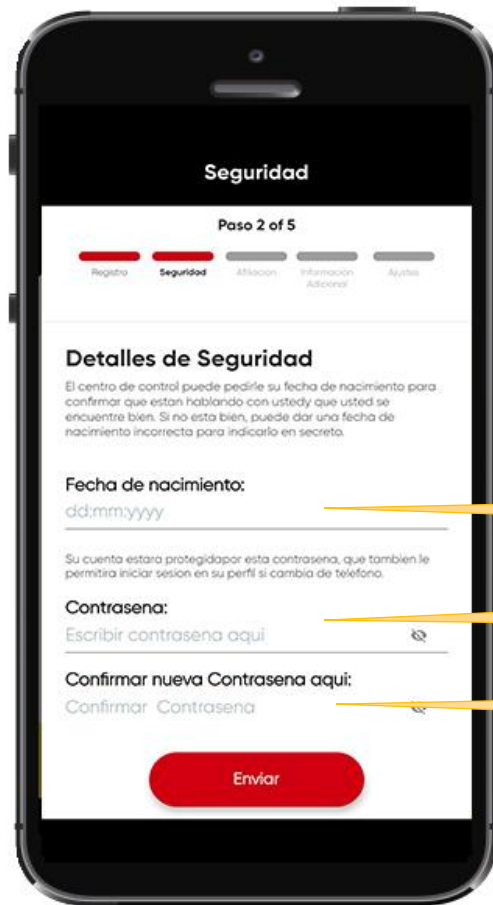 Seguridad
Paso 2 of 5
Registro Seguridad Afiliacion Información Ajustes
Adicional
Detalles de Seguridad
El centro de control puede pedirle su fecha de nacimiento para
confirmar que estan hablando con ustedy que usted se
encuentre bien. Si no esta bien, puede dar una fecha de
nacimiento incorrecta para indicarlo en secreto.
Fecha de nacimiento:
dd:mm:yyyy
Su cuenta estara protegidapor esta contrasena, que tambien le
permitira iniciar sesion en su perfil si cambia de telefono.
Contrasena:
Escribir contrasena aqui
Confirmar nueva Contrasena aqui:
Confirmar Contrasena
Enviar